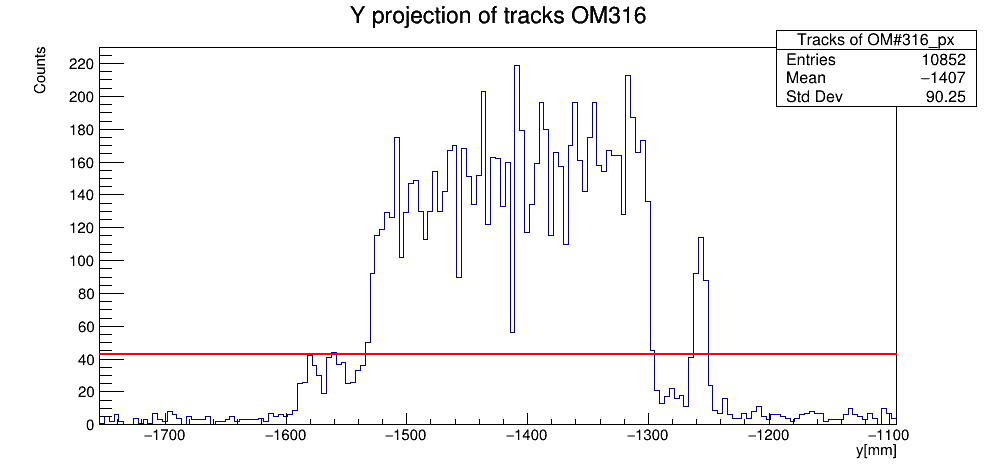 Y projection of tracks OM316
Tracks of OM#316_px
Entries 10852
Mean −1407
Std Dev 90.25
Counts
220
200
180
160
140
120
100
80
60
40
20
0
−1700 −1600 −1500 −1400 −1300 −1200 −1100
y[mm]